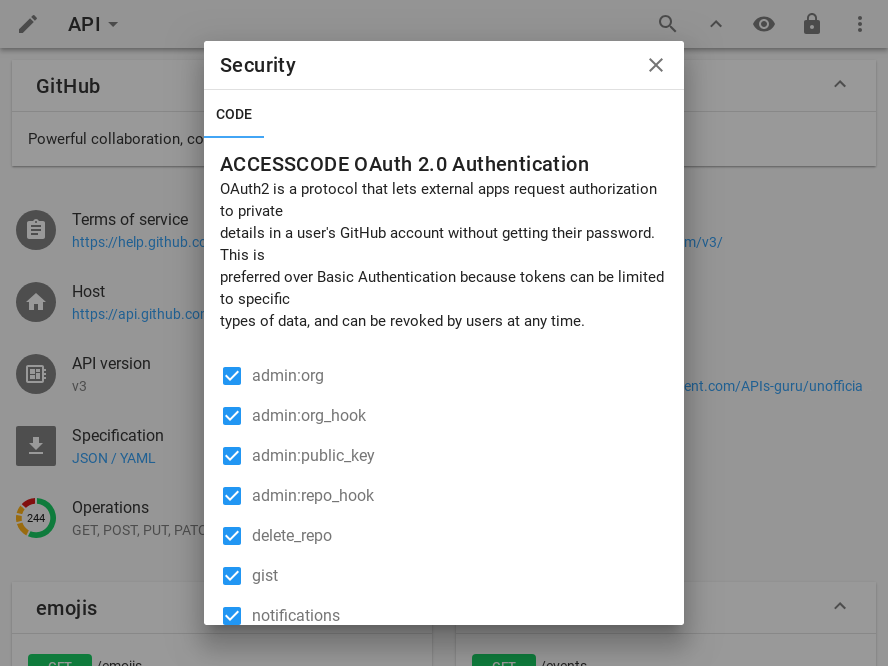 API
Security
GitHub
CODE
Powerful collaboration, co
ACCESSCODE OAuth 2.0 Authentication
OAuth2 is a protocol that lets external apps request authorization
to private
details in a user's GitHub account without getting their password.
This is
preferred over Basic Authentication because tokens can be limited
to specific
types of data, and can be revoked by users at any time.
Terms of service
https://help.github.co
m/v3/
Host
https://api.github.com
API version
v3
ent.com/APIs-guru/unofficia
Specification
JSON / YAML
244
Operations
GET, POST, PUT, PATC
admin:org
admin:org_hook
admin:public_key
admin:repo_hook
delete_repo
gist
notifications
emojis
GET /emojis
GET /events